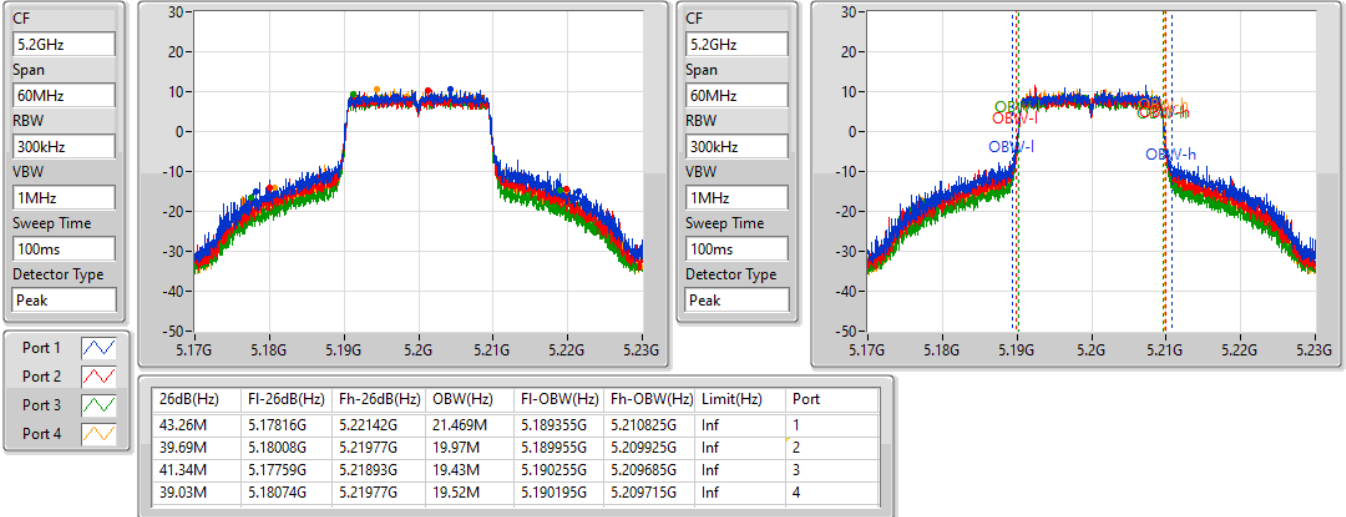 CF
5.2GHz
Span
60MHz
RBW
300kHz
VBW
1MHz
Sweep Time
100ms
Detector Type
Peak
30
20
10
0
-10
-20
-30
-40
-50
5.17G 5.18G 5.19G 5.2G 5.21G 5.22G 5.23G
CF
5.2GHz
Span
60MHz
RBW
300kHz
VBW
1MHz
Sweep Time
100ms
Detector Type
Peak
30
20
10
0
-10
-20
-30
-40
-50
OBW-l
OBW-l
OBW-h
OBW-h
5.17G 5.18G 5.19G 5.2G 5.21G 5.22G 5.23G
Port 1
Port 2
Port 3
Port 4
26dB(Hz) Fl-26dB(Hz) Fh-26dB(Hz) OBW(Hz) Fl-OBW(Hz) Fh-OBW(Hz) Limit(Hz) Port
43.26M 5.17816G 5.22142G 21.469M 5.189355G 5.210825G Inf 1
39.69M 5.18008G 5.21977G 19.97M 5.189955G 5.209925G Inf 2
41.34M 5.17759G 5.21893G 19.43M 5.190255G 5.209685G Inf 3
39.03M 5.18074G 5.21977G 19.52M 5.190195G 5.209715G Inf 4